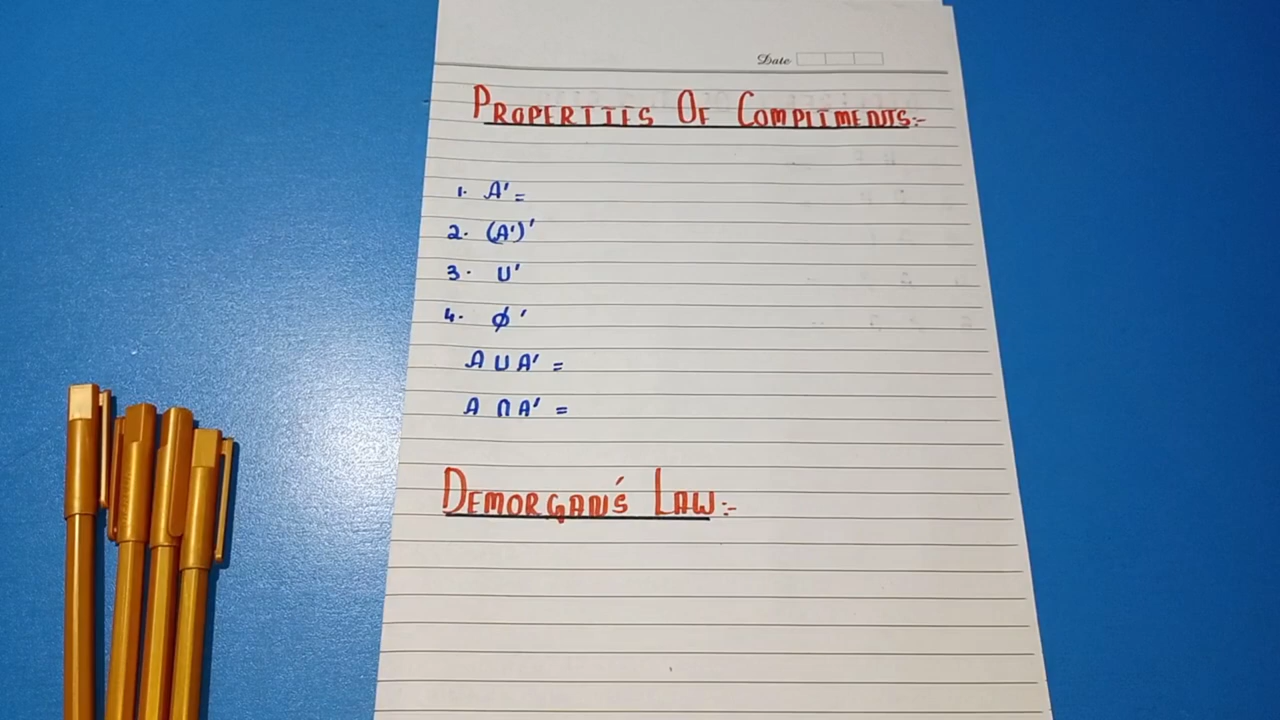 Date
PROPERTIES OF COMPLIMENTS:-
1. A' =
2. (A')'
3. U'
4. φ'
A U A' =
A ∩ A' =
DEMORGAN'S LAW:-